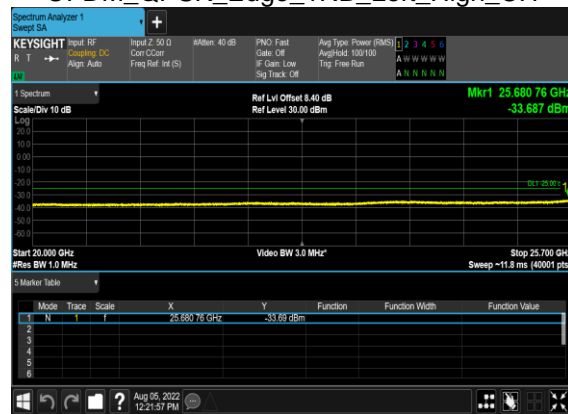 Spectrum Analyzer 1
Swept SA
+
KEYSIGHT Input: RF Input Z: 50 Ω #Atten: 40 dB PNO: Fast Avg Type: Power (RMS) 1 2 3 4 5 6
R T Coupling: DC Corr CCorr Gate: Off Avg|Hold: 100/100 A W W W W W
Align: Auto Freq Ref: Int (S) IF Gain: Low Trig: Free Run
LW Sig Track: Off A N N N N N
1 Spectrum Ref Lvl Offset 8.40 dB Mkr1 25.680 76 GHz
Scale/Div 10 dB Ref Level 30.00 dBm -33.687 dBm
Log
20.0
10.0
0.00
-10.0
-20.0 DL1 -25.00
-30.0 1
-40.0
-50.0
-60.0
Start 20.000 GHz Video BW 3.0 MHz* Stop 25.700 GHz
#Res BW 1.0 MHz Sweep ~11.8 ms (40001 pts)
5 Marker Table
Mode Trace Scale X Y Function Function Width Function Value
1 N 1 f 25.680 76 GHz -33.69 dBm
2
3
4
5
6
? Aug 05, 2022
12:21:57 PM